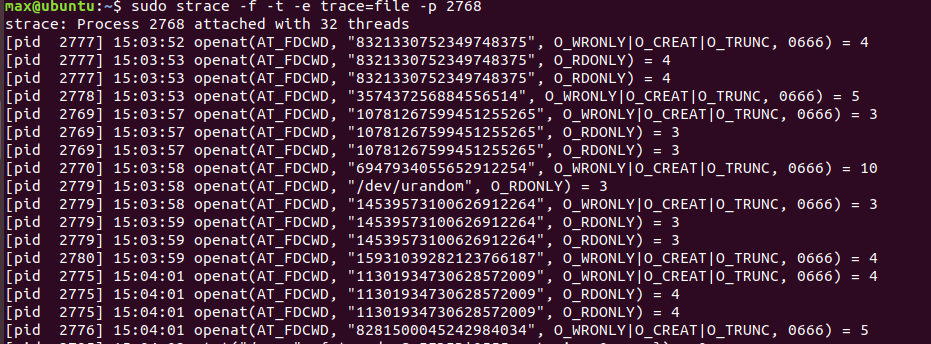 max@ubuntu:~$ sudo strace -f -t -e trace=file -p 2768
strace: Process 2768 attached with 32 threads
[pid  2777] 15:03:52 openat(AT_FDCWD, "8321330752349748375", O_WRONLY|O_CREAT|O_TRUNC, 0666) = 4
[pid  2777] 15:03:53 openat(AT_FDCWD, "8321330752349748375", O_RDONLY) = 4
[pid  2777] 15:03:53 openat(AT_FDCWD, "8321330752349748375", O_RDONLY) = 4
[pid  2778] 15:03:53 openat(AT_FDCWD, "357437256884556514", O_WRONLY|O_CREAT|O_TRUNC, 0666) = 5
[pid  2769] 15:03:57 openat(AT_FDCWD, "10781267599451255265", O_WRONLY|O_CREAT|O_TRUNC, 0666) = 3
[pid  2769] 15:03:57 openat(AT_FDCWD, "10781267599451255265", O_RDONLY) = 3
[pid  2769] 15:03:57 openat(AT_FDCWD, "10781267599451255265", O_RDONLY) = 3
[pid  2770] 15:03:58 openat(AT_FDCWD, "6947934055652912254", O_WRONLY|O_CREAT|O_TRUNC, 0666) = 10
[pid  2779] 15:03:58 openat(AT_FDCWD, "/dev/urandom", O_RDONLY) = 3
[pid  2779] 15:03:58 openat(AT_FDCWD, "14539573100626912264", O_WRONLY|O_CREAT|O_TRUNC, 0666) = 3
[pid  2779] 15:03:59 openat(AT_FDCWD, "14539573100626912264", O_RDONLY) = 3
[pid  2779] 15:03:59 openat(AT_FDCWD, "14539573100626912264", O_RDONLY) = 3
[pid  2780] 15:03:59 openat(AT_FDCWD, "15931039282123766187", O_WRONLY|O_CREAT|O_TRUNC, 0666) = 4
[pid  2775] 15:04:01 openat(AT_FDCWD, "11301934730628572009", O_WRONLY|O_CREAT|O_TRUNC, 0666) = 4
[pid  2775] 15:04:01 openat(AT_FDCWD, "11301934730628572009", O_RDONLY) = 4
[pid  2775] 15:04:01 openat(AT_FDCWD, "11301934730628572009", O_RDONLY) = 4
[pid  2776] 15:04:01 openat(AT_FDCWD, "8281500045242984034", O_WRONLY|O_CREAT|O_TRUNC, 0666) = 5